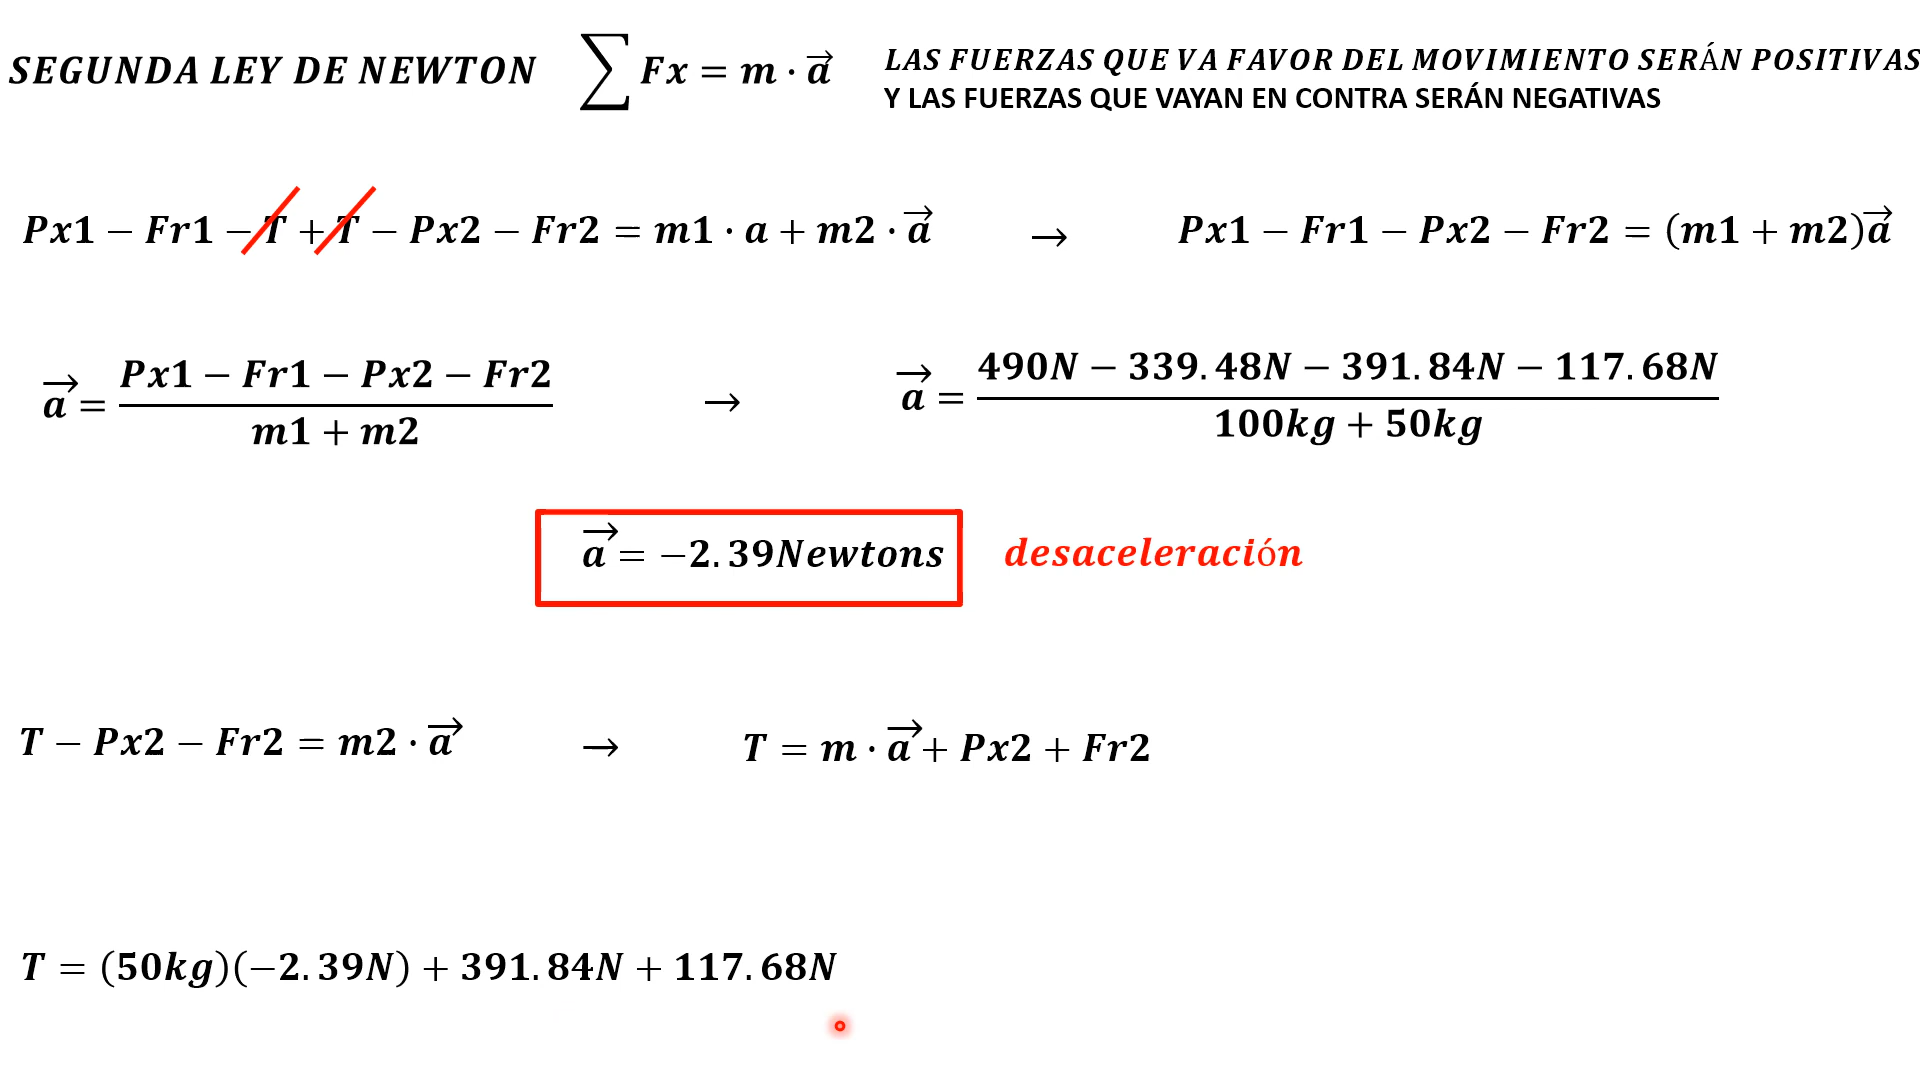 SEGUNDA LEY DE NEWTON ∑Fx = m · a⃗ LAS FUERZAS QUE VA FAVOR DEL MOVIMIENTO SERÁN POSITIVAS
Y LAS FUERZAS QUE VAYAN EN CONTRA SERÁN NEGATIVAS
Px1 − Fr1 − T + T − Px2 − Fr2 = m1 · a + m2 · a⃗ → Px1 − Fr1 − Px2 − Fr2 = (m1 + m2)a⃗
a⃗ = (Px1 − Fr1 − Px2 − Fr2) / (m1 + m2) → a⃗ = (490N − 339.48N − 391.84N − 117.68N) / (100kg + 50kg)
a⃗ = −2.39Newtons desaceleración
T − Px2 − Fr2 = m2 · a⃗ → T = m · a⃗ + Px2 + Fr2
T = (50kg)(−2.39N) + 391.84N + 117.68N